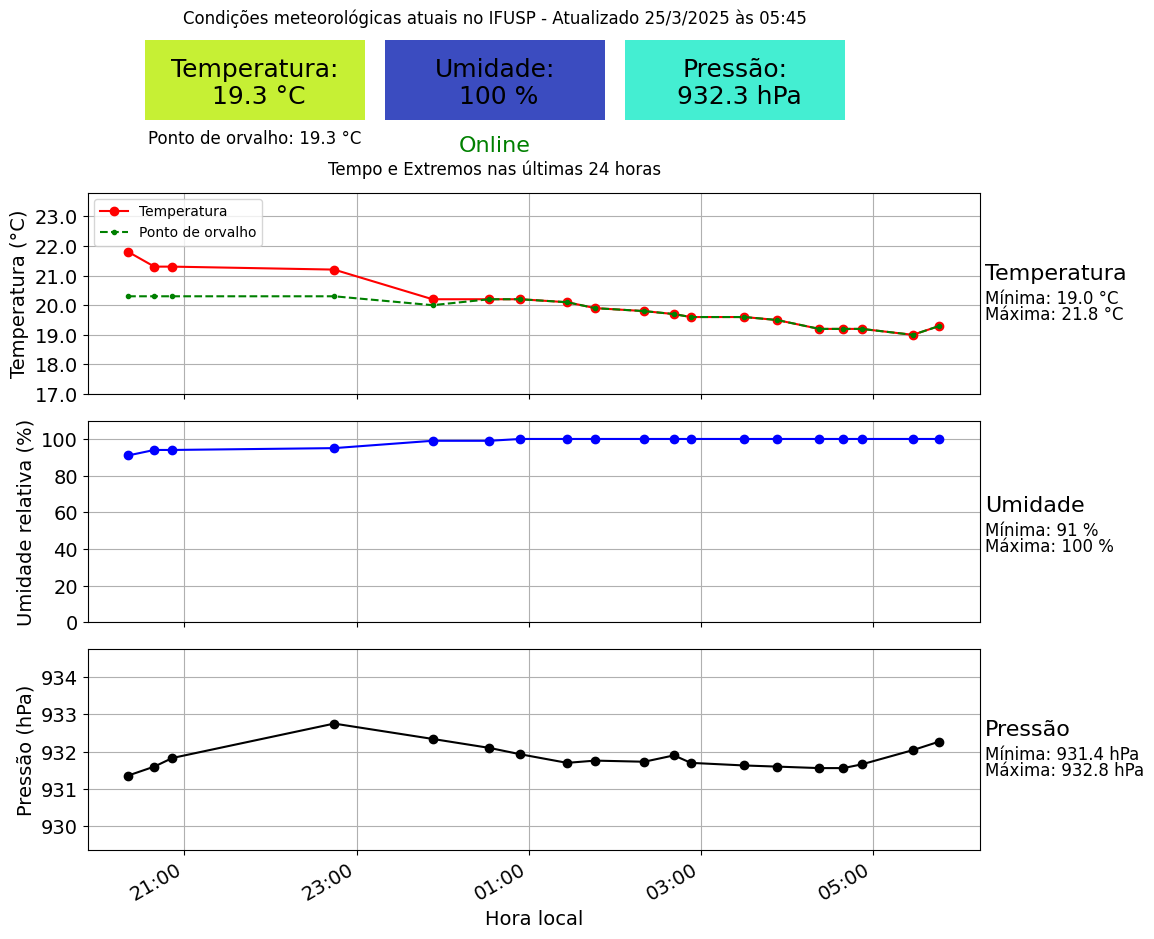 Condições meteorológicas atuais no IFUSP - Atualizado 25/3/2025 às 05:45
Temperatura:
19.3 °C
Umidade:
100 %
Pressão:
932.3 hPa
Ponto de orvalho: 19.3 °C
Online
Tempo e Extremos nas últimas 24 horas
Temperatura (°C)
23.0
22.0
21.0
20.0
19.0
18.0
17.0
Temperatura
Ponto de orvalho
Temperatura
Mínima: 19.0 °C
Máxima: 21.8 °C
Umidade relativa (%)
100
80
60
40
20
0
Umidade
Mínima: 91 %
Máxima: 100 %
Pressão (hPa)
934
933
932
931
930
Pressão
Mínima: 931.4 hPa
Máxima: 932.8 hPa
21:00
23:00
01:00
03:00
05:00
Hora local